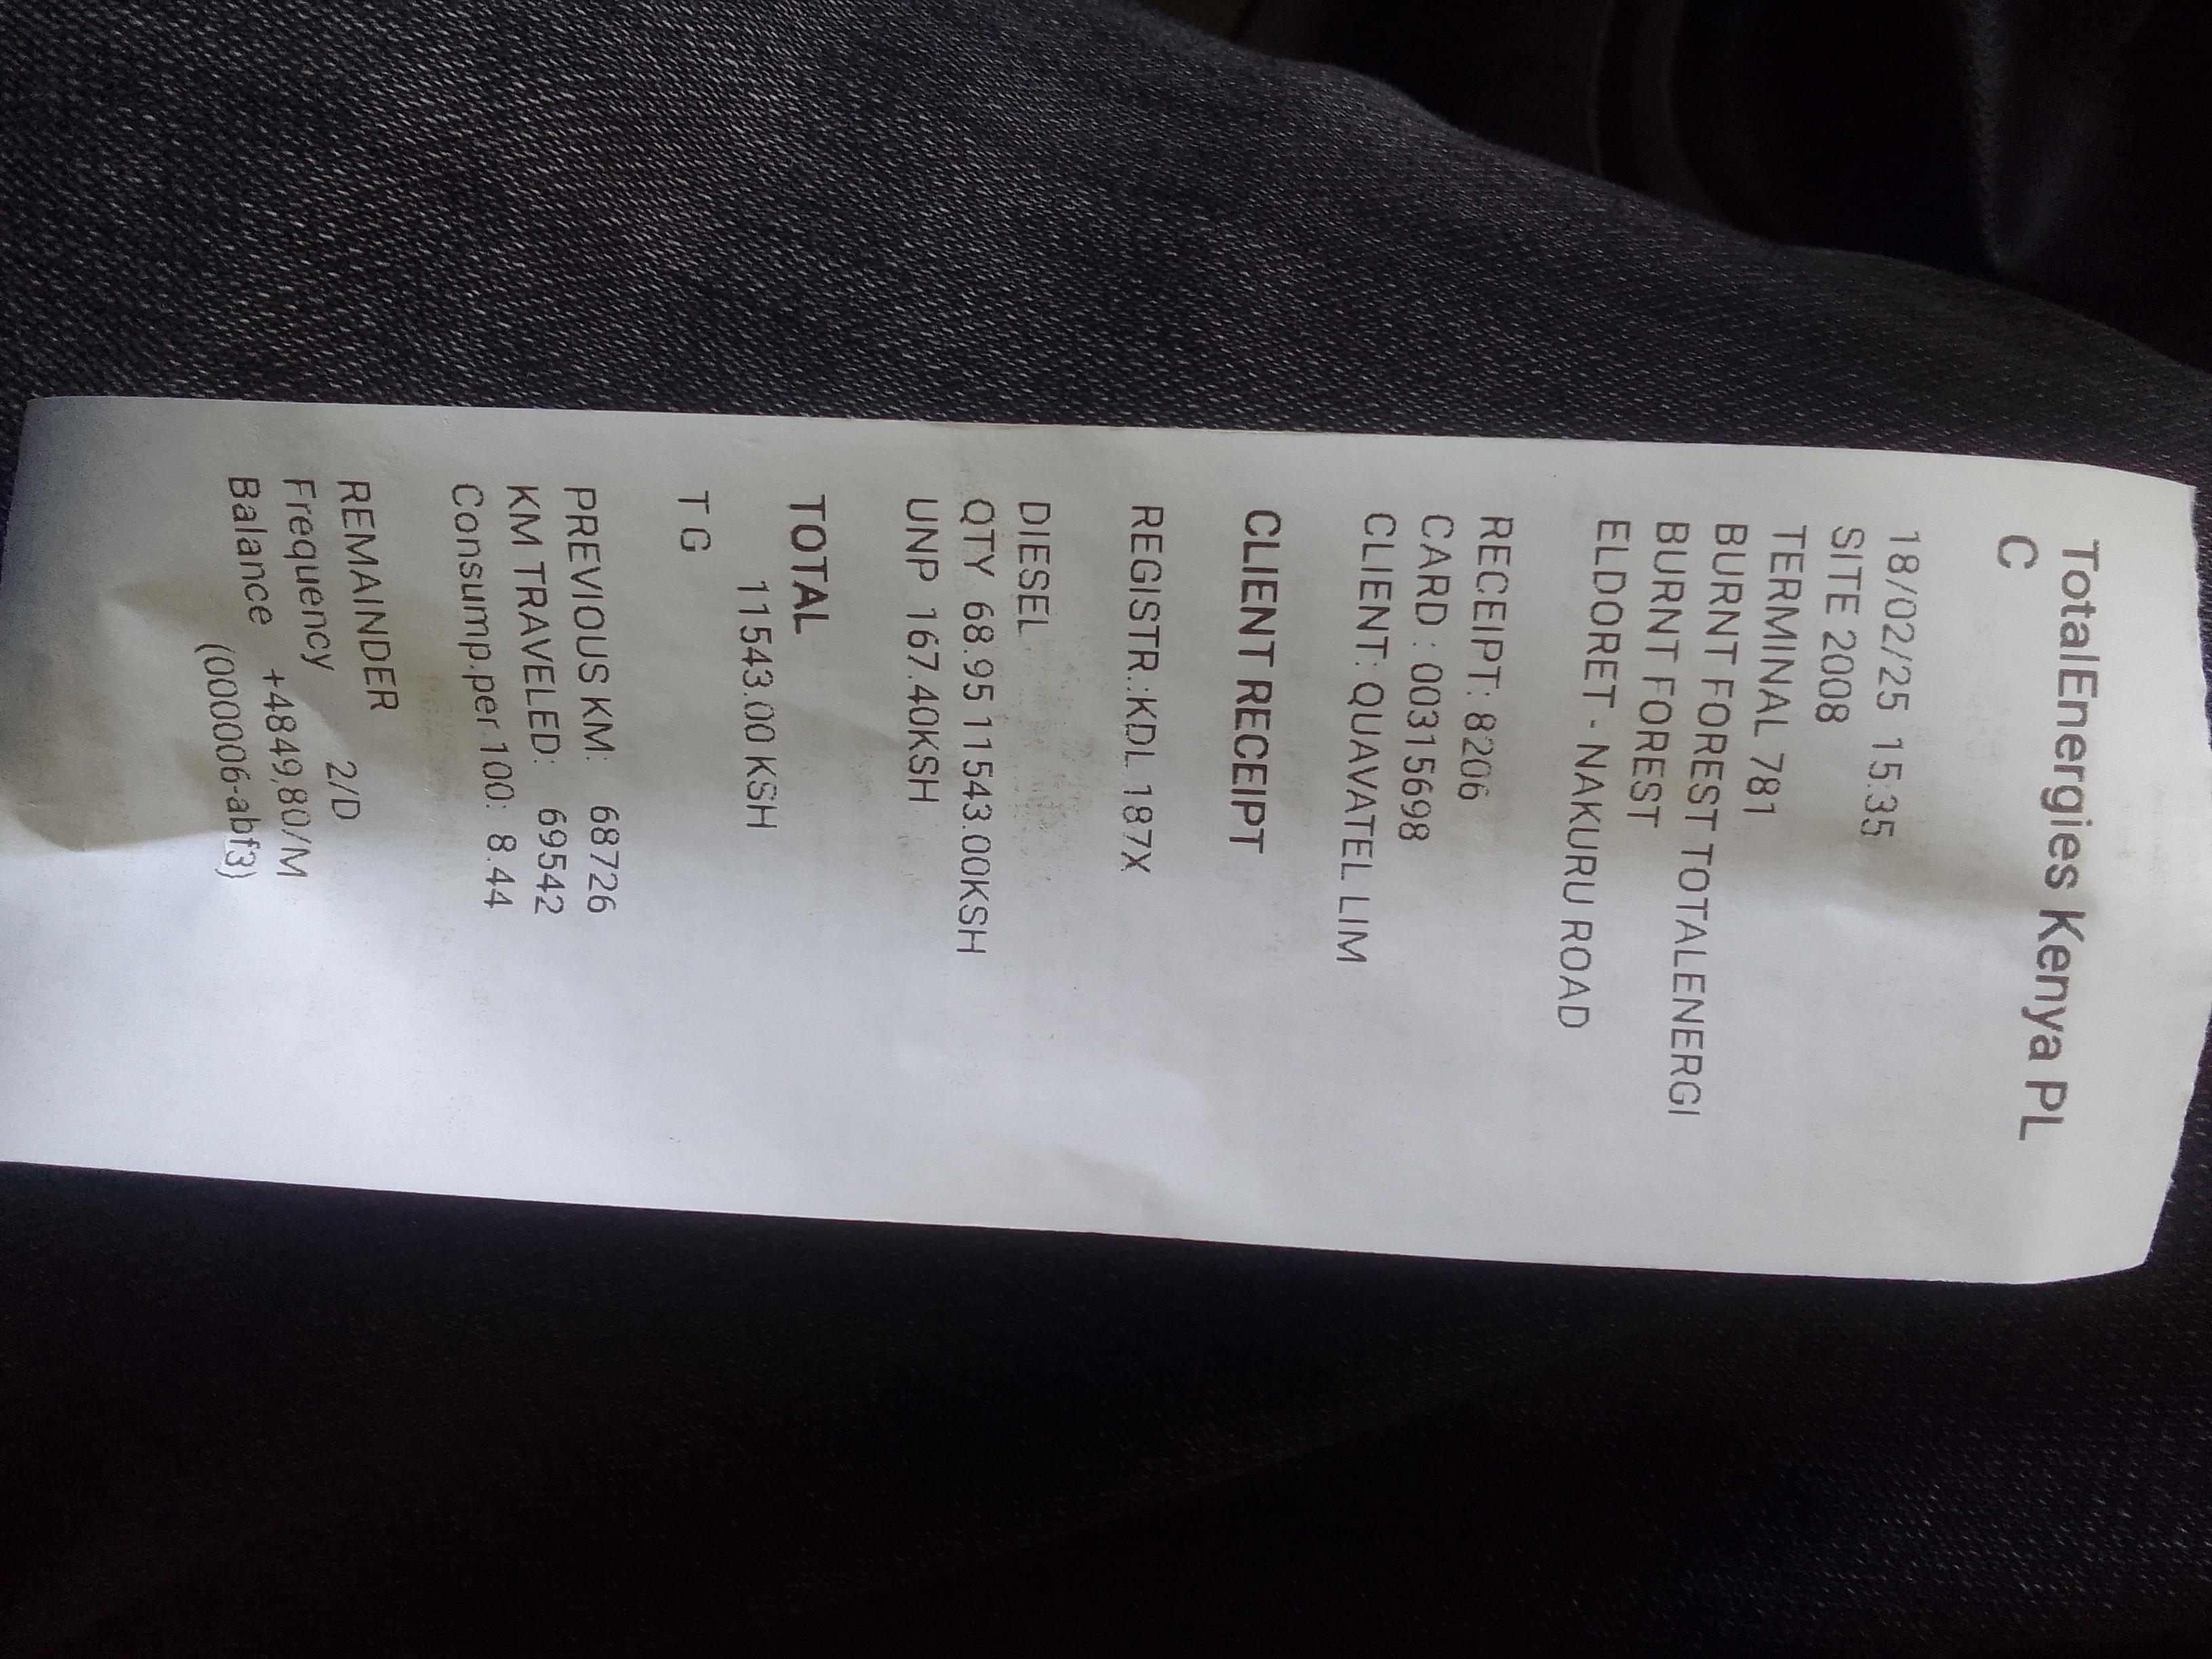 TotalEnergies Kenya PL
C
18/02/25 15:35
SITE 2008
TERMINAL 781
BURNT FOREST TOTALENERGI
BURNT FOREST
ELDORET - NAKURU ROAD
RECEIPT: 8206
CARD : 00315698
CLIENT: QUAVATEL LIM
CLIENT RECEIPT
REGISTR.:KDL 187X
DIESEL
QTY 68.95 11543.00KSH
UNP 167.40KSH
TOTAL
11543.00 KSH
T G
PREVIOUS KM: 68726
KM TRAVELED: 69542
Consump.per 100: 8.44
REMAINDER
Frequency 2/D
Balance +4849,80/M
(000006-abf3)